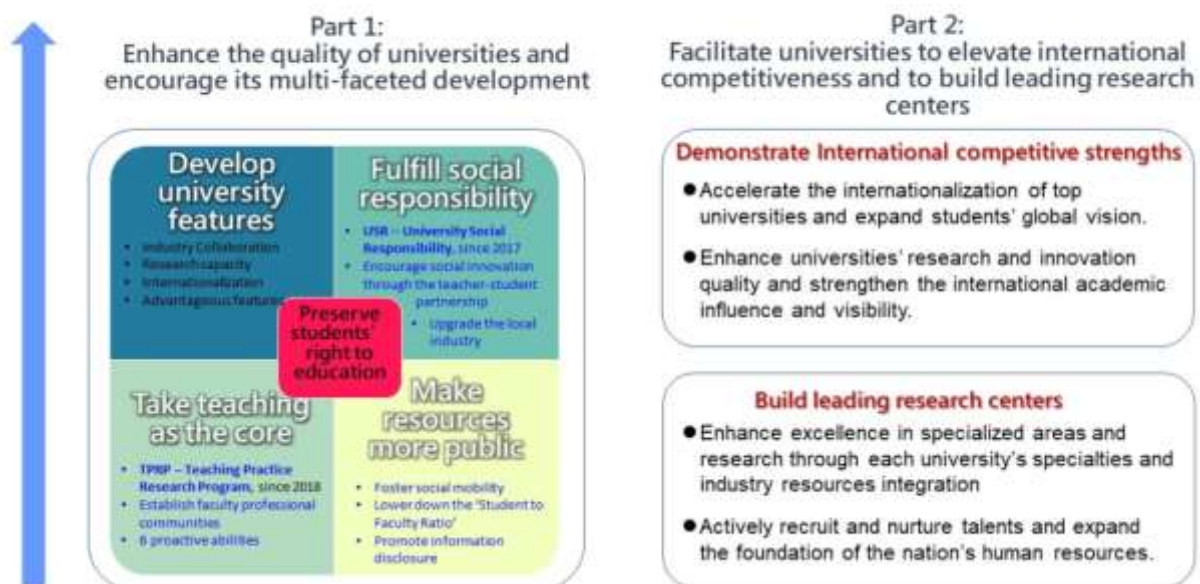 Part 1:
Enhance the quality of universities and
encourage its multi-faceted development
Develop
university
features
• Industry Collaboration
• Research capacity
• Internationalization
• Advantageous features
Fulfill social
responsibility
• USR – University Social
Responsibility, since 2017
• Encourage social innovation
through the teacher-student
partnership
• Upgrade the local
industry
Preserve
students'
right to
education
Take teaching
as the core
• TPRP – Teaching Practice
Research Program, since 2018
• Establish faculty professional
communities
• 6 proactive abilities
Make
resources
more public
• Foster social mobility
• Lower down the 'Student to
Faculty Ratio'
• Promote information
disclosure
Part 2:
Facilitate universities to elevate international
competitiveness and to build leading research
centers
Demonstrate International competitive strengths
● Accelerate the internationalization of top
universities and expand students' global vision.
● Enhance universities' research and innovation
quality and strengthen the international academic
influence and visibility.
Build leading research centers
● Enhance excellence in specialized areas and
research through each university's specialties and
industry resources integration
● Actively recruit and nurture talents and expand
the foundation of the nation's human resources.